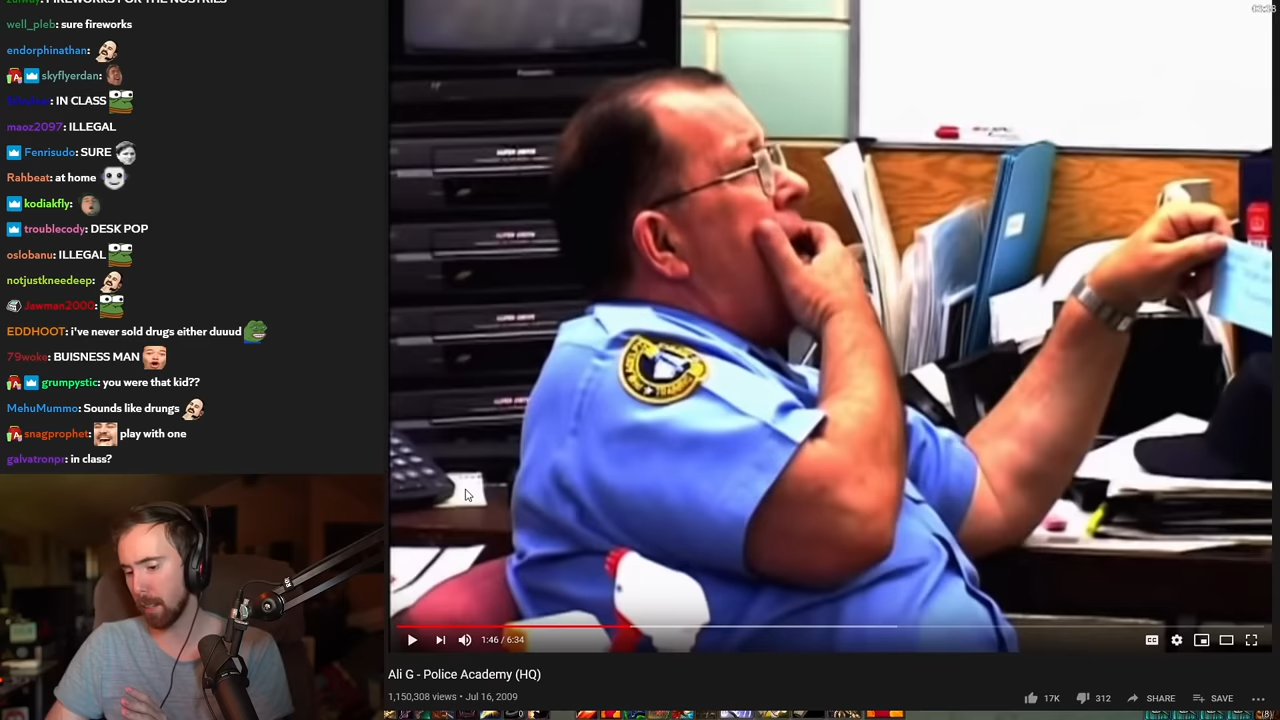 well_pleb: sure fireworks
endorphinathan:
skyflyerdan:
: IN CLASS
maoz2097: ILLEGAL
Fenrisudo: SURE
Rahbeat: at home
kodiakfly:
troublecody: DESK POP
oslobanu: ILLEGAL
notjustkneedeep:
Jawman2000:
EDDHOOT: i've never sold drugs either duuud
79woke: BUISNESS MAN
grumpystic: you were that kid??
MehuMummo: Sounds like drungs
snagprophet: play with one
galvatronpr: in class?
1:46 / 6:34
Ali G - Police Academy (HQ)
1,150,308 views • Jul 16, 2009
17K
312
SHARE
SAVE